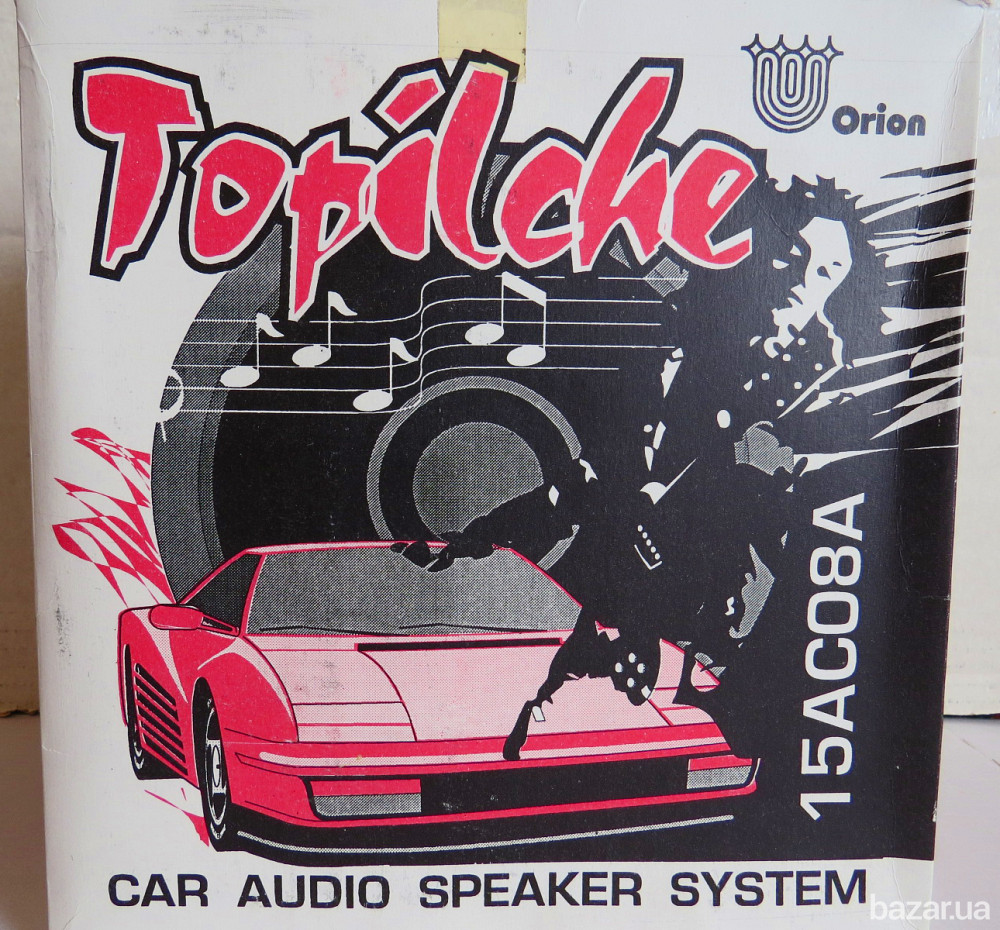 Topilche
Orion
15AC08A
CAR AUDIO SPEAKER SYSTEM
bazar.ua